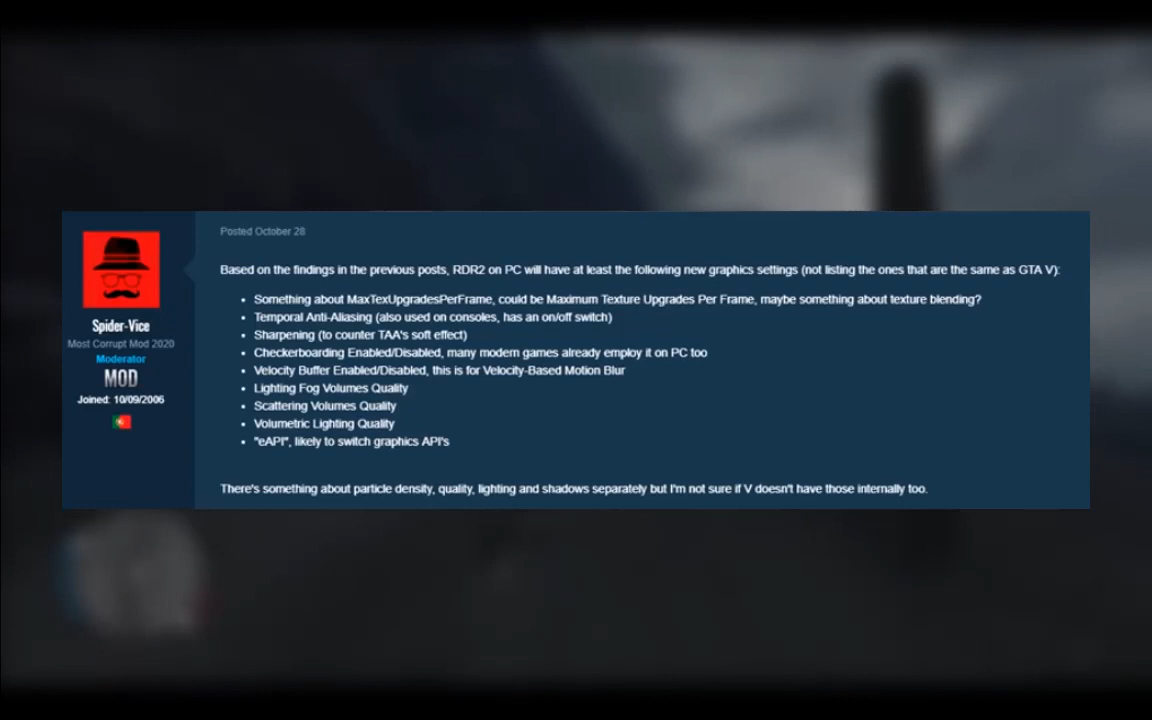 Posted October 28
Based on the findings in the previous posts, RDR2 on PC will have at least the following new graphics settings (not listing the ones that are the same as GTA V):
• Something about MaxTexUpgradesPerFrame, could be Maximum Texture Upgrades Per Frame, maybe something about texture blending?
• Temporal Anti-Aliasing (also used on consoles, has an on/off switch)
• Sharpening (to counter TAA's soft effect)
• Checkerboarding Enabled/Disabled, many modern games already employ it on PC too
• Velocity Buffer Enabled/Disabled, this is for Velocity-Based Motion Blur
• Lighting Fog Volumes Quality
• Scattering Volumes Quality
• Volumetric Lighting Quality
• "eAPI", likely to switch graphics API's
There's something about particle density, quality, lighting and shadows separately but I'm not sure if V doesn't have those internally too.
Spider-Vice
Most Corrupt Mod 2020
Moderator
MOD
Joined: 10/09/2006